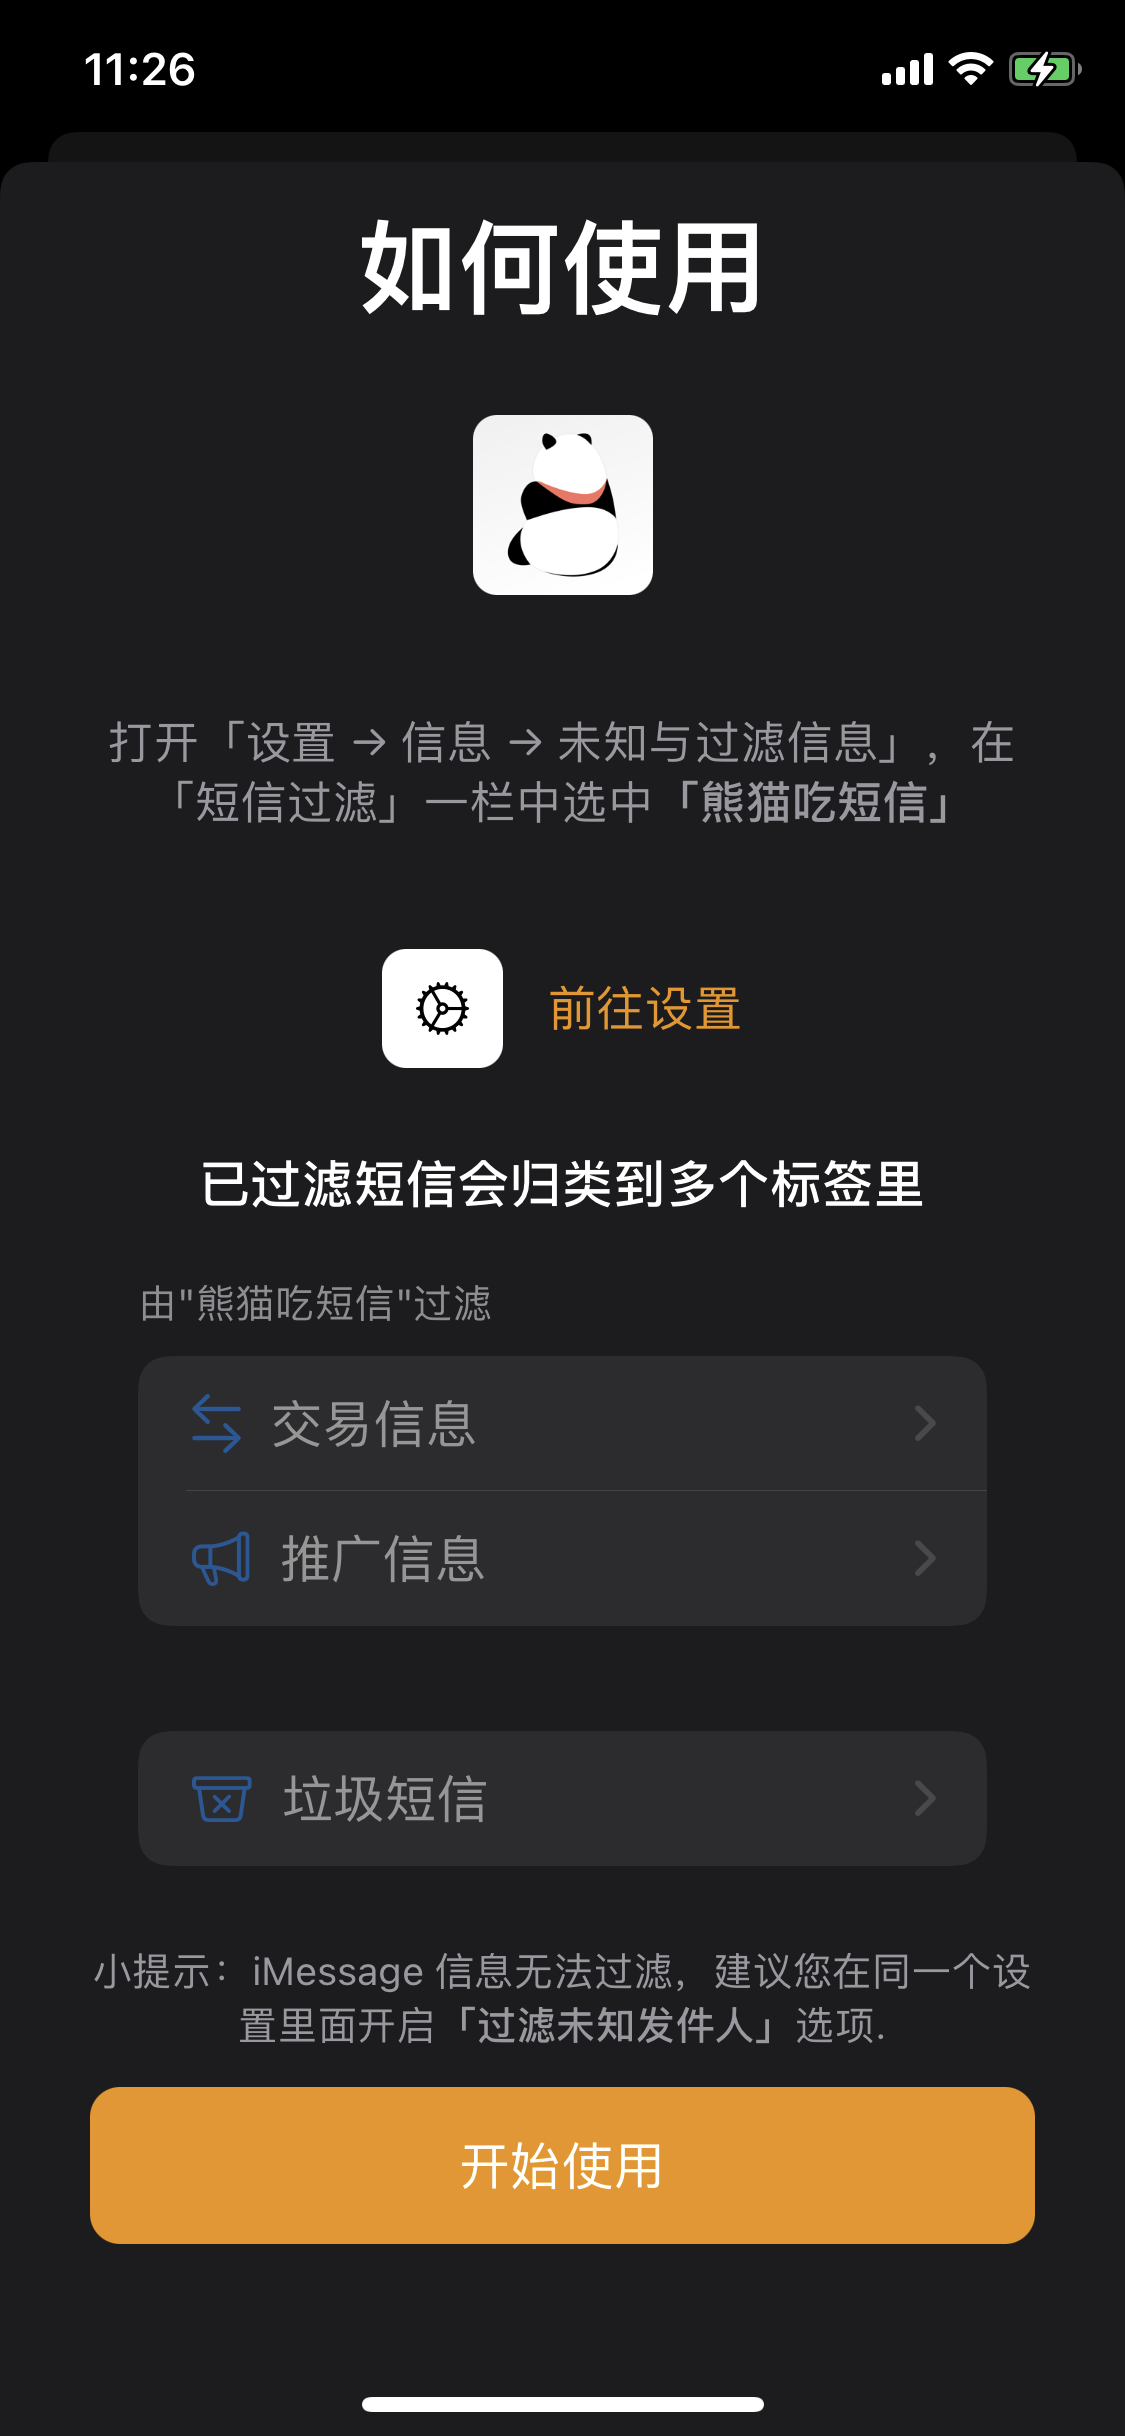 11:26
如何使用
打开「设置 → 信息 → 未知与过滤信息」，在
「短信过滤」一栏中选中「熊猫吃短信」
前往设置
已过滤短信会归类到多个标签里
由"熊猫吃短信"过滤
交易信息
推广信息
垃圾短信
小提示：iMessage 信息无法过滤，建议您在同一个设
置里面开启「过滤未知发件人」选项.
开始使用